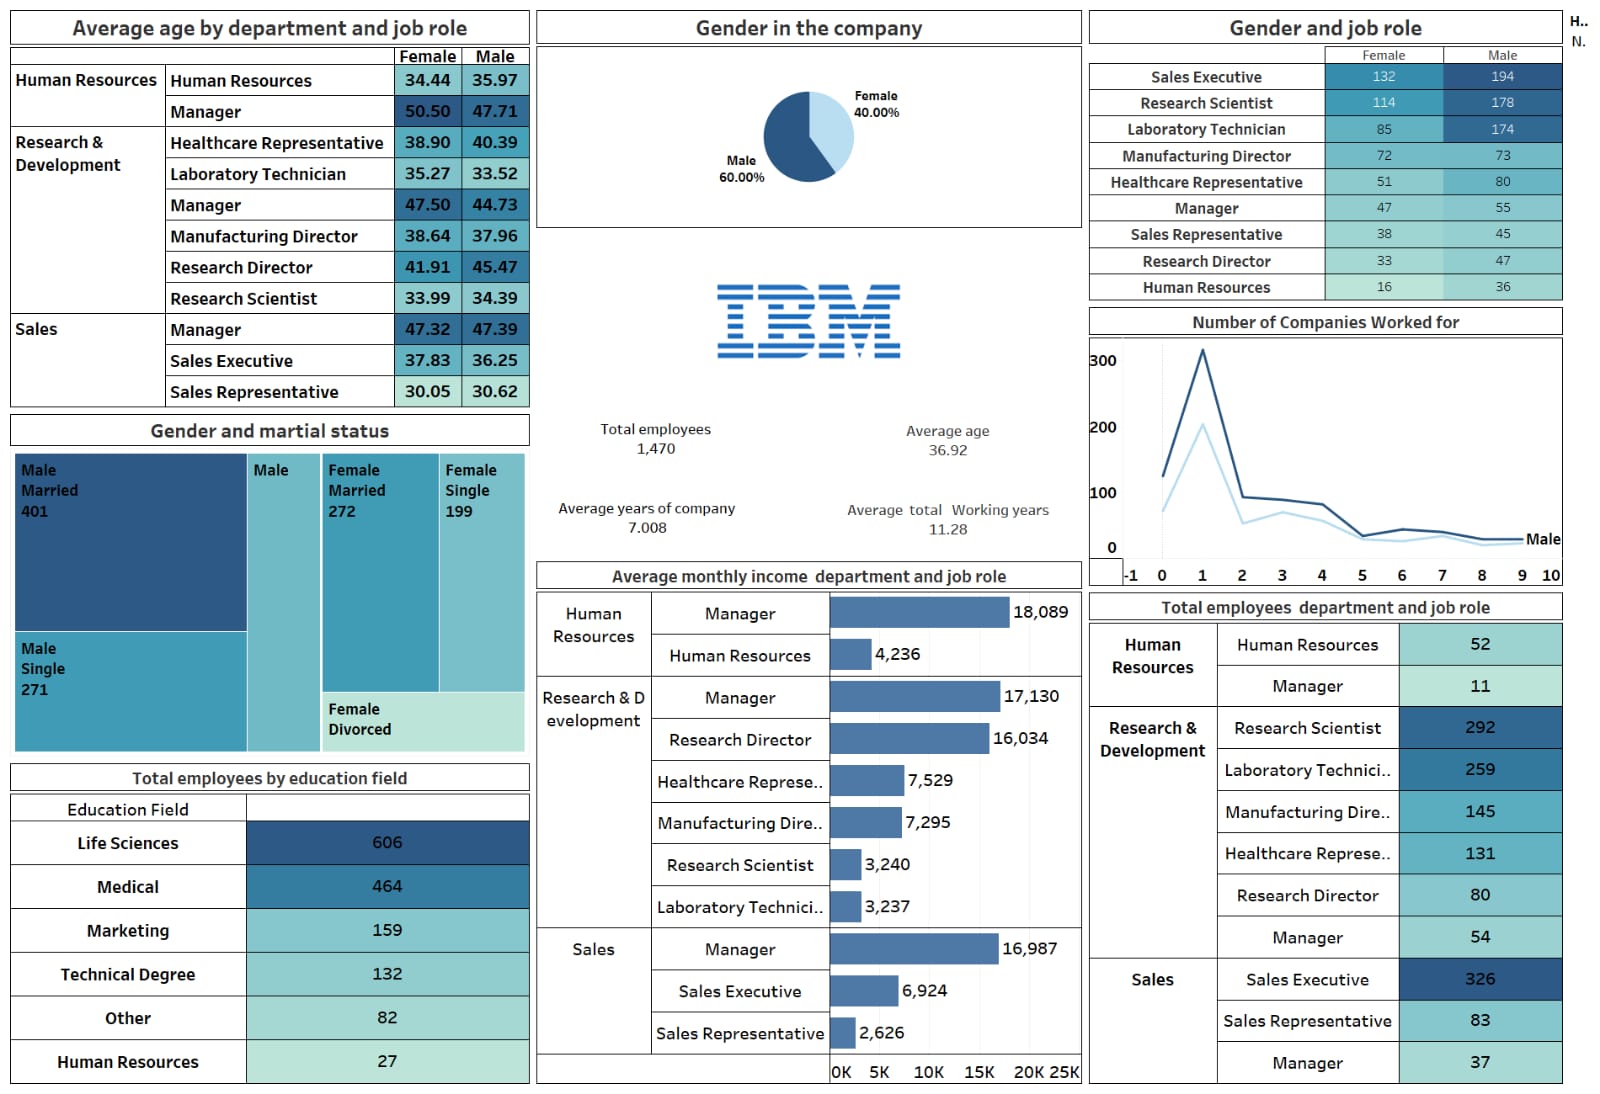 Average age by department and job role
Female Male
Human Resources Human Resources 34.44 35.97
Manager 50.50 47.71
Research & Development Healthcare Representative 38.90 40.39
Laboratory Technician 35.27 33.52
Manager 47.50 44.73
Manufacturing Director 38.64 37.96
Research Director 41.91 45.47
Research Scientist 33.99 34.39
Sales Manager 47.32 47.39
Sales Executive 37.83 36.25
Sales Representative 30.05 30.62
Gender and martial status
Male
Married
401
Male
Single
271
Male
Female
Married
272
Female
Single
199
Female
Divorced
Total employees by education field
Education Field
Life Sciences 606
Medical 464
Marketing 159
Technical Degree 132
Other 82
Human Resources 27
Gender in the company
Female
40.00%
Male
60.00%
IBM
Total employees
1,470
Average age
36.92
Average years of company
7.008
Average total Working years
11.28
Average monthly income department and job role
Human
Resources
Manager 18,089
Human Resources 4,236
Research & D
evelopment
Manager 17,130
Research Director 16,034
Healthcare Represe.. 7,529
Manufacturing Dire.. 7,295
Research Scientist 3,240
Laboratory Technici.. 3,237
Sales
Manager 16,987
Sales Executive 6,924
Sales Representative 2,626
0K 5K 10K 15K 20K 25K
Gender and job role
Female Male
Sales Executive 132 194
Research Scientist 114 178
Laboratory Technician 85 174
Manufacturing Director 72 73
Healthcare Representative 51 80
Manager 47 55
Sales Representative 38 45
Research Director 33 47
Human Resources 16 36
H..
N.
Number of Companies Worked for
300
200
100
0
Male
-1 0 1 2 3 4 5 6 7 8 9 10
Total employees department and job role
Human
Resources
Human Resources 52
Manager 11
Research &
Development
Research Scientist 292
Laboratory Technici.. 259
Manufacturing Dire.. 145
Healthcare Represe.. 131
Research Director 80
Manager 54
Sales
Sales Executive 326
Sales Representative 83
Manager 37